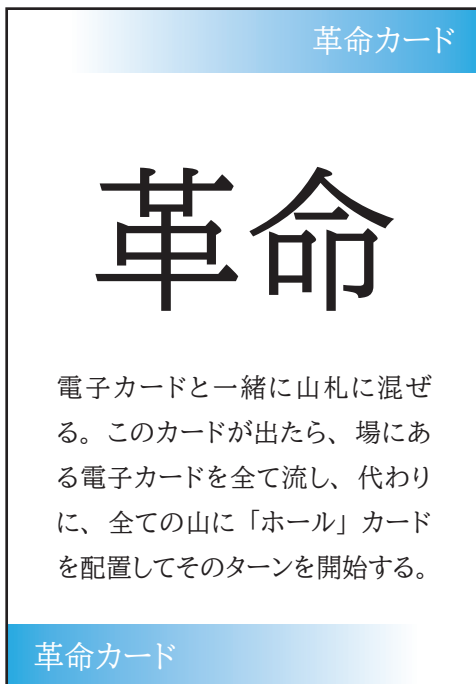 革命カード
革命
電子カードと一緒に山札に混ぜ
る。このカードが出たら、場にあ
る電子カードを全て流し、代わり
に、全ての山に「ホール」カード
を配置してそのターンを開始する。
革命カード